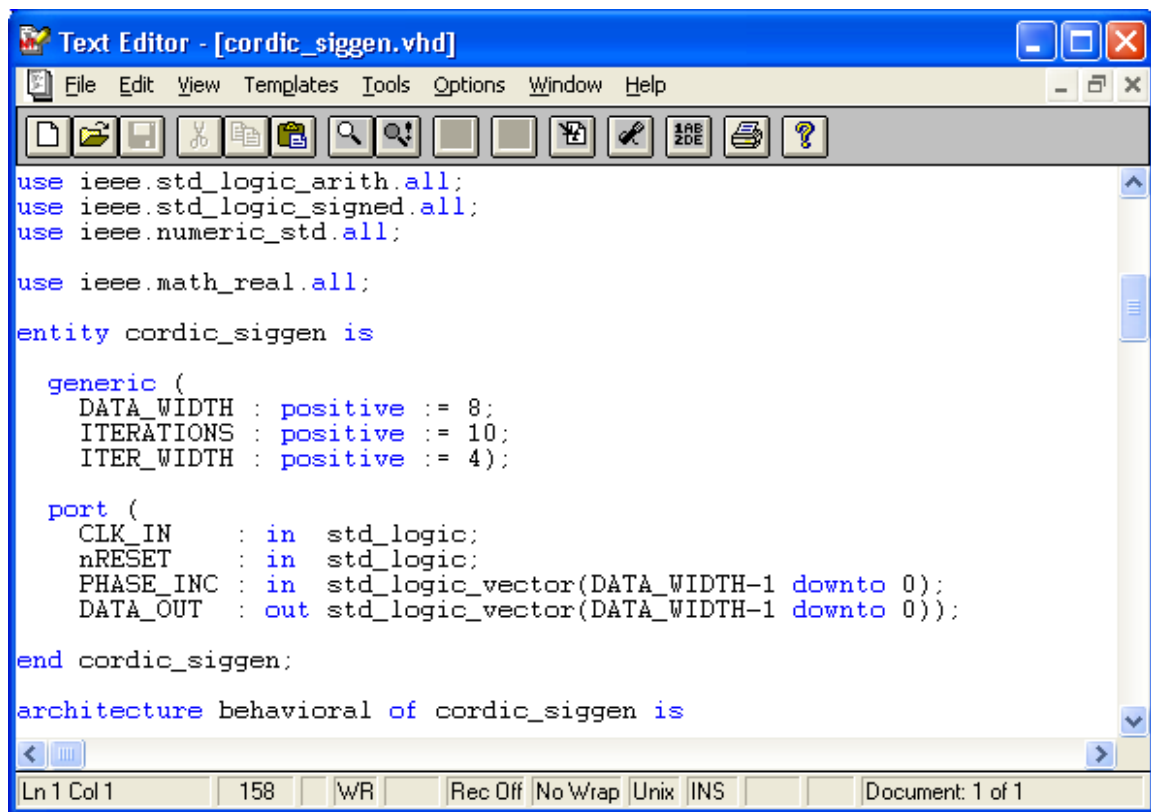 Text Editor - [cordic_siggen.vhd]
File Edit View Templates Tools Options Window Help
1AB
2DE
use ieee.std_logic_arith.all;
use ieee.std_logic_signed.all;
use ieee.numeric_std.all;
use ieee.math_real.all;
entity cordic_siggen is
generic (
DATA_WIDTH : positive := 8;
ITERATIONS : positive := 10;
ITER_WIDTH : positive := 4);
port (
CLK_IN : in std_logic;
nRESET : in std_logic;
PHASE_INC : in std_logic_vector(DATA_WIDTH-1 downto 0);
DATA_OUT : out std_logic_vector(DATA_WIDTH-1 downto 0));
end cordic_siggen;
architecture behavioral of cordic_siggen is
Ln 1 Col 1 158 WR Rec Off No Wrap Unix INS Document: 1 of 1